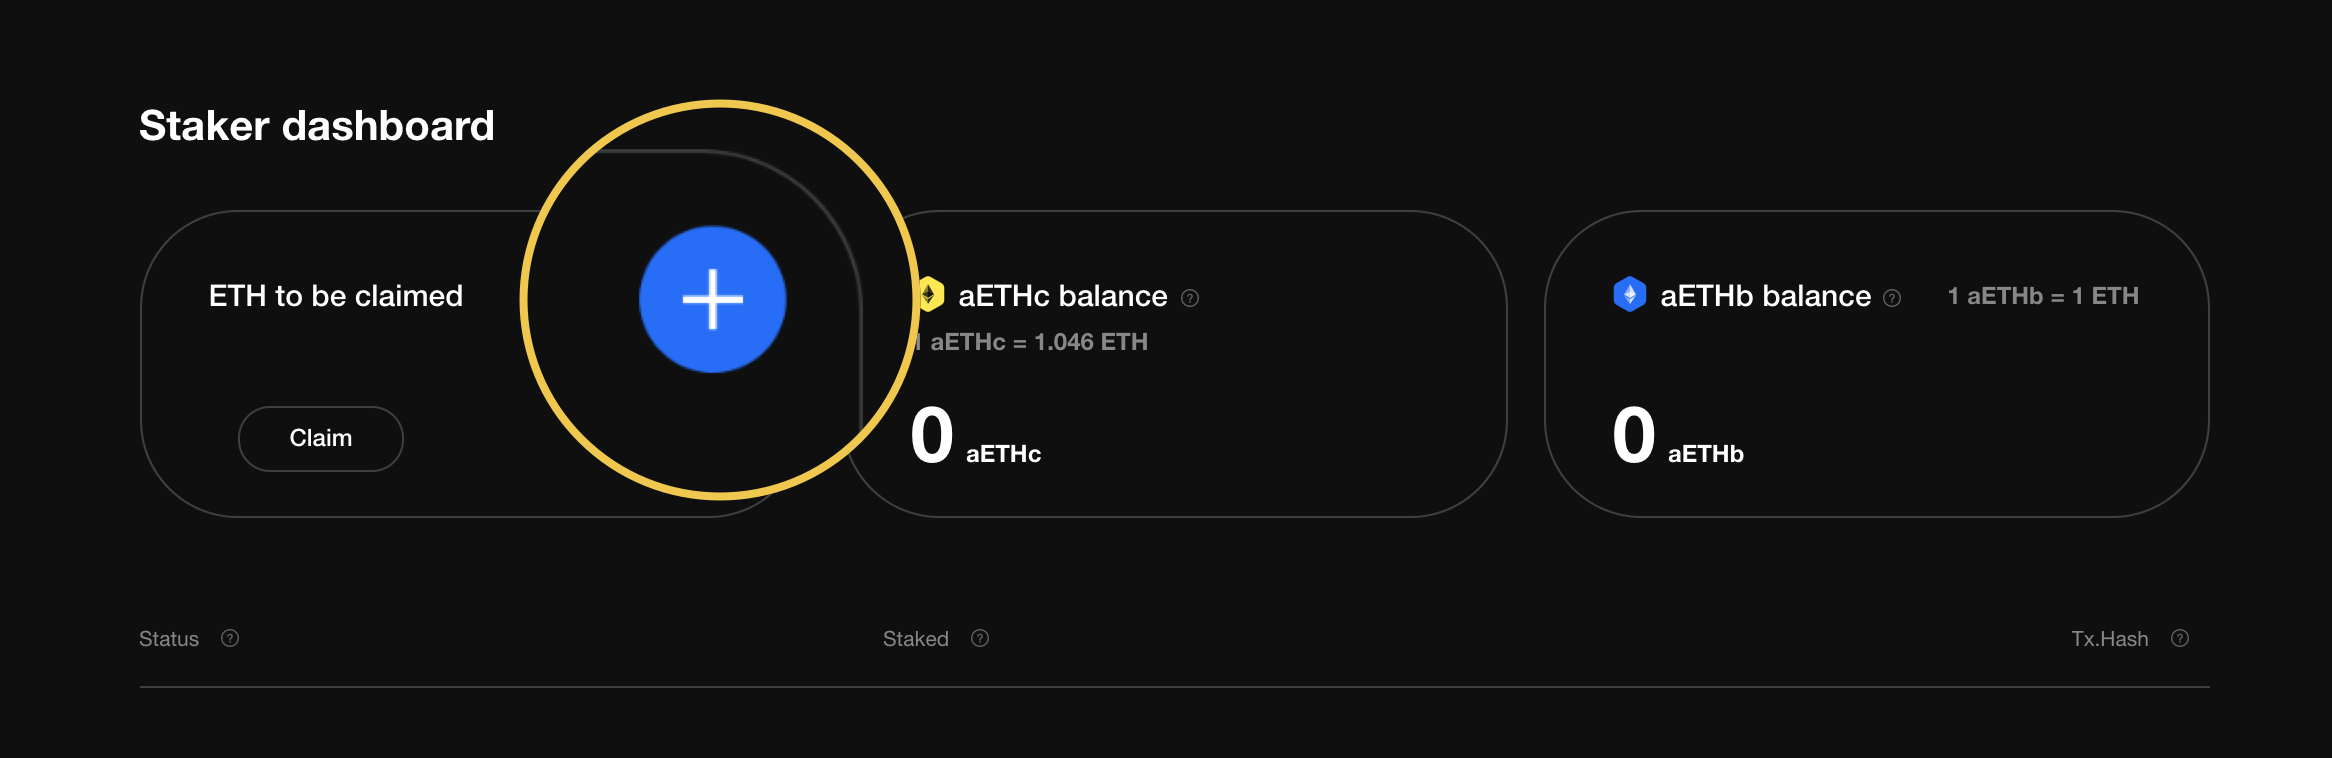 Staker dashboard
ETH to be claimed
Claim
aETHc balance
1 aETHc = 1.046 ETH
0 aETHc
aETHb balance
1 aETHb = 1 ETH
0 aETHb
Status
Staked
Tx.Hash